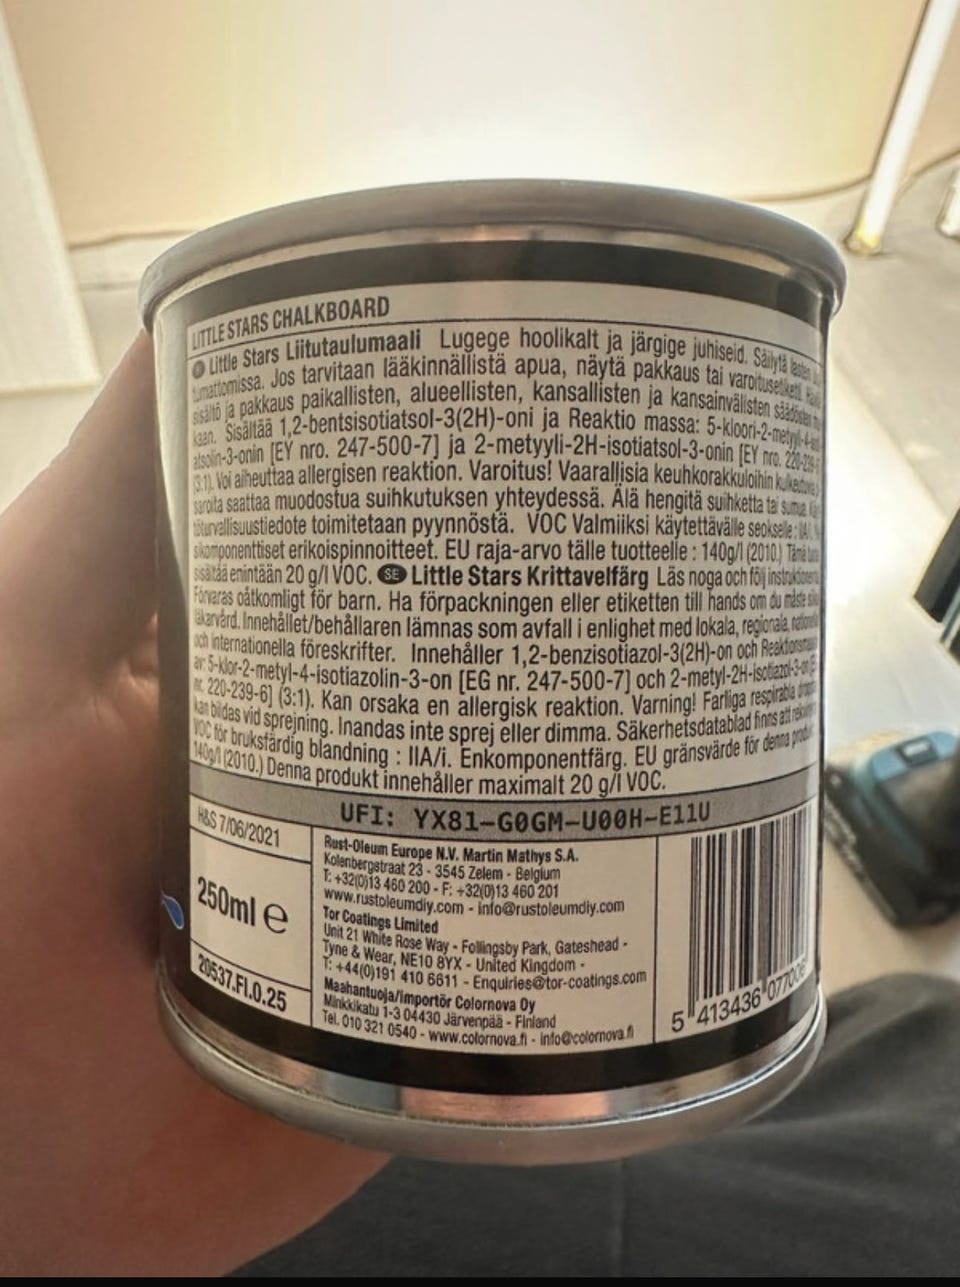 LITTLE STARS CHALKBOARD
Little Stars Liitutaulumaali Lugege hoolikalt ja järgige juhiseid. Säilytä lasten
tumattomissa. Jos tarvitaan lääkinnällistä apua, näytä pakkaus tai varoitusetiketti.
sisältö ja pakkaus paikallisten, alueellisten, kansallisten ja kansainvälisten säädösten
kaan. Sisältää 1,2-bentsisotiatsol-3(2H)-oni ja Reaktio massa: 5-kloori-2-metyyli-4-
atsolin-3-onin [EY nro. 247-500-7] ja 2-metyyli-2H-isotiatsol-3-onin [EY nro. 220-239-
(3:1). Voi aiheuttaa allergisen reaktion. Varoitus! Vaarallisia keuhkorakkuloihin
saroita saattaa muodostua suihkutuksen yhteydessä. Älä hengitä suihketta tai sumua.
töturvallisuustiedote toimitetaan pyynnöstä. VOC Valmiiksi käytettävälle seokselle :
sikomponenttiset erikoispinnoitteet. EU raja-arvo tälle tuotteelle : 140g/l (2010.) Tämä
sisältää enintään 20 g/l VOC. SE Little Stars Krittavelfärg Läs noga och följ instruktionerna
Förvaras oåtkomligt för barn. Ha förpackningen eller etiketten till hands om du måste
läkarvård. Innehållet/behållaren lämnas som avfall i enlighet med lokala, regionala,
och internationella föreskrifter. Innehåller 1,2-benzisotiazol-3(2H)-on och
av: 5-klor-2-metyl-4-isotiazolin-3-on [EG nr. 247-500-7] och 2-metyl-2H-isotiazol-3-on
nr. 220-239-6] (3:1). Kan orsaka en allergisk reaktion. Varning! Farliga respirabla
kan bildas vid sprejning. Inandas inte sprej eller dimma. Säkerhetsdatablad finns att
VOC för bruksfärdig blandning : IIA/i. Enkomponentfärg. EU gränsvärde för denna
140g/l (2010.) Denna produkt innehåller maximalt 20 g/l VOC.
UFI: YX81-G0GM-U00H-E11U
H&S 7/06/2021
250ml e
20537.FI.0.25
Rust-Oleum Europe N.V. Martin Mathys S.A.
Kolenbergstraat 23 - 3545 Zelem - Belgium
T: +32(0)13 460 200 - F: +32(0)13 460 201
www.rustoleumdiy.com - info@rustoleumdiy.com
Tor Coatings Limited
Unit 21 White Rose Way - Follingsby Park, Gateshead -
Tyne & Wear, NE10 8YX - United Kingdom -
T: +44(0)191 410 6611 - Enquiries@tor-coatings.com
Maahantuoja/Importör Colornova Oy
Minkkikatu 1-3 04430 Järvenpää - Finland
Tel. 010 321 0540 - www.colornova.fi - info@colornova.fi
5 413436 077006